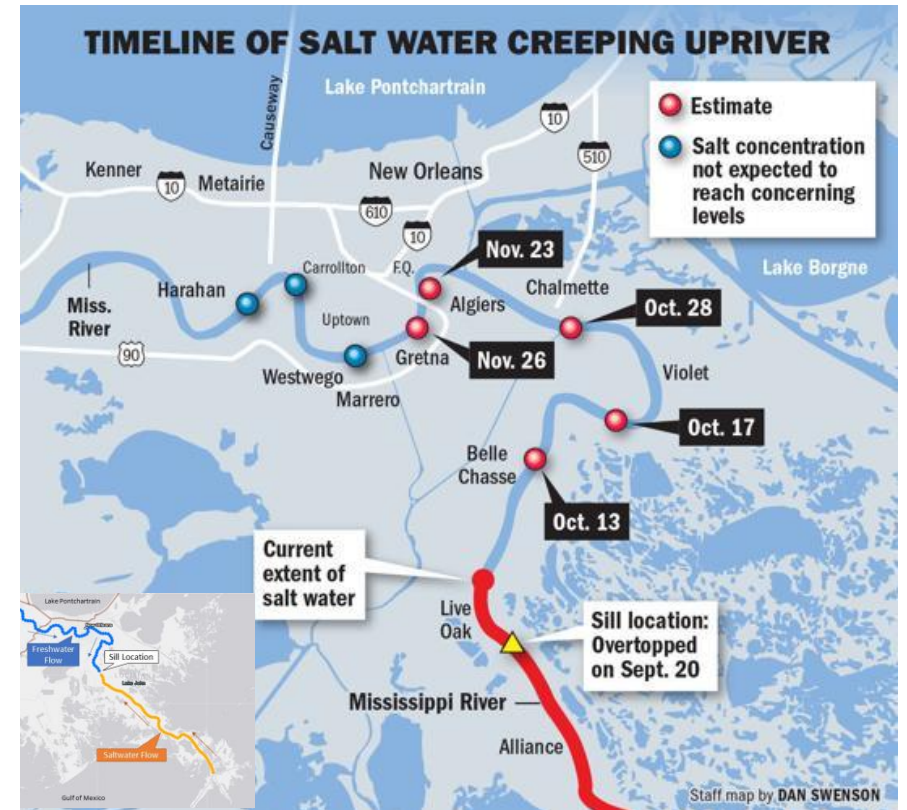 TIMELINE OF SALT WATER CREEPING UPRIVER
Lake Pontchartrain
Causeway
Estimate
Salt concentration
not expected to
reach concerning
levels
10
510
Kenner
10
Metairie
New Orleans
610
10
Nov. 23
Lake Borgne
Carrollton
F.Q.
Harahan
Algiers
Chalmette
Oct. 28
Miss.
River
Uptown
90
Gretna
Nov. 26
Westwego
Marrero
Violet
Oct. 17
Belle
Chasse
Oct. 13
Current
extent of
salt water
Live
Oak
Sill location:
Overtopped
on Sept. 20
Mississippi River
Alliance
Lake Pontchartrain
Freshwater
Flow
Sill Location
Saltwater Flow
Gulf of Mexico
Staff map by DAN SWENSON